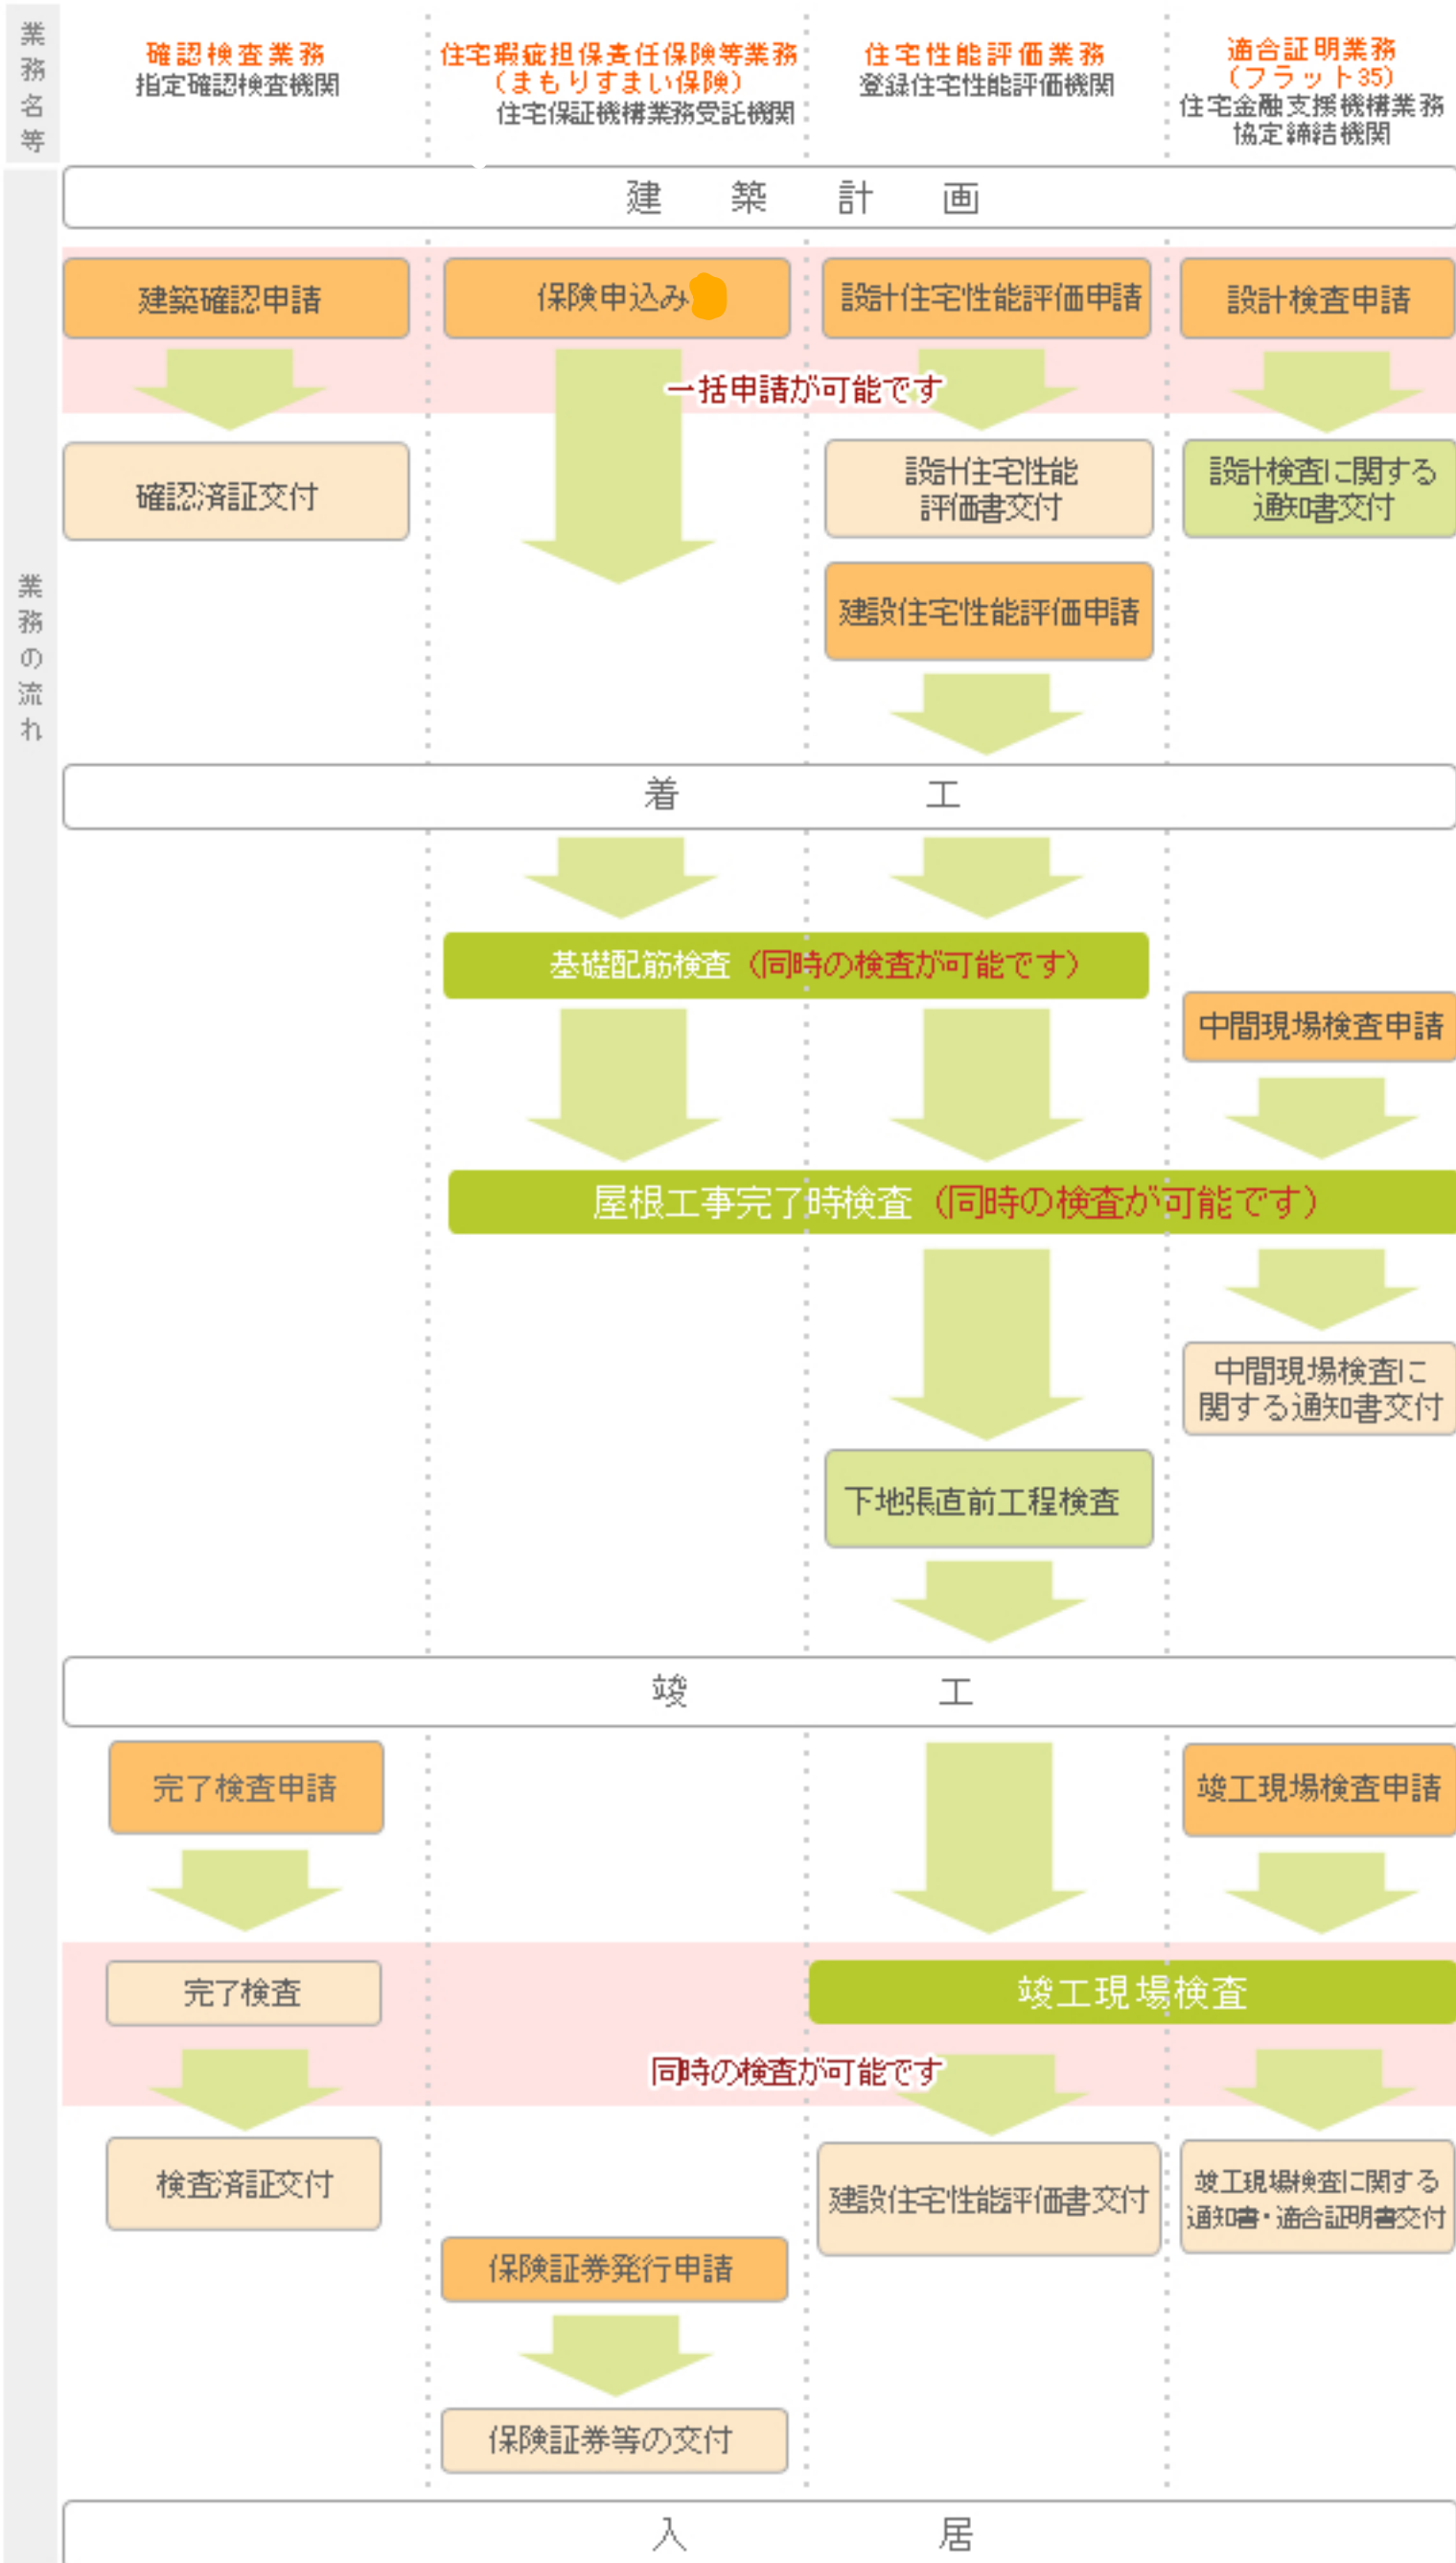 業務名等
確認検査業務
指定確認検査機関
住宅瑕疵担保責任保険等業務
（まもりすまい保険）
住宅保証機構業務受託機関
住宅性能評価業務
登録住宅性能評価機関
適合証明業務
（フラット35）
住宅金融支援機構業務
協定締結機関
業務の流れ
建築計画
建築確認申請
保険申込み
設計住宅性能評価申請
設計検査申請
一括申請が可能です
確認済証交付
設計住宅性能
評価書交付
設計検査に関する
通知書交付
建設住宅性能評価申請
着工
基礎配筋検査（同時の検査が可能です）
中間現場検査申請
屋根工事完了時検査（同時の検査が可能です）
中間現場検査に
関する通知書交付
下地張直前工程検査
竣工
完了検査申請
竣工現場検査申請
完了検査
竣工現場検査
同時の検査が可能です
検査済証交付
建設住宅性能評価書交付
竣工現場検査に関する
通知書・適合証明書交付
保険証券発行申請
保険証券等の交付
入居